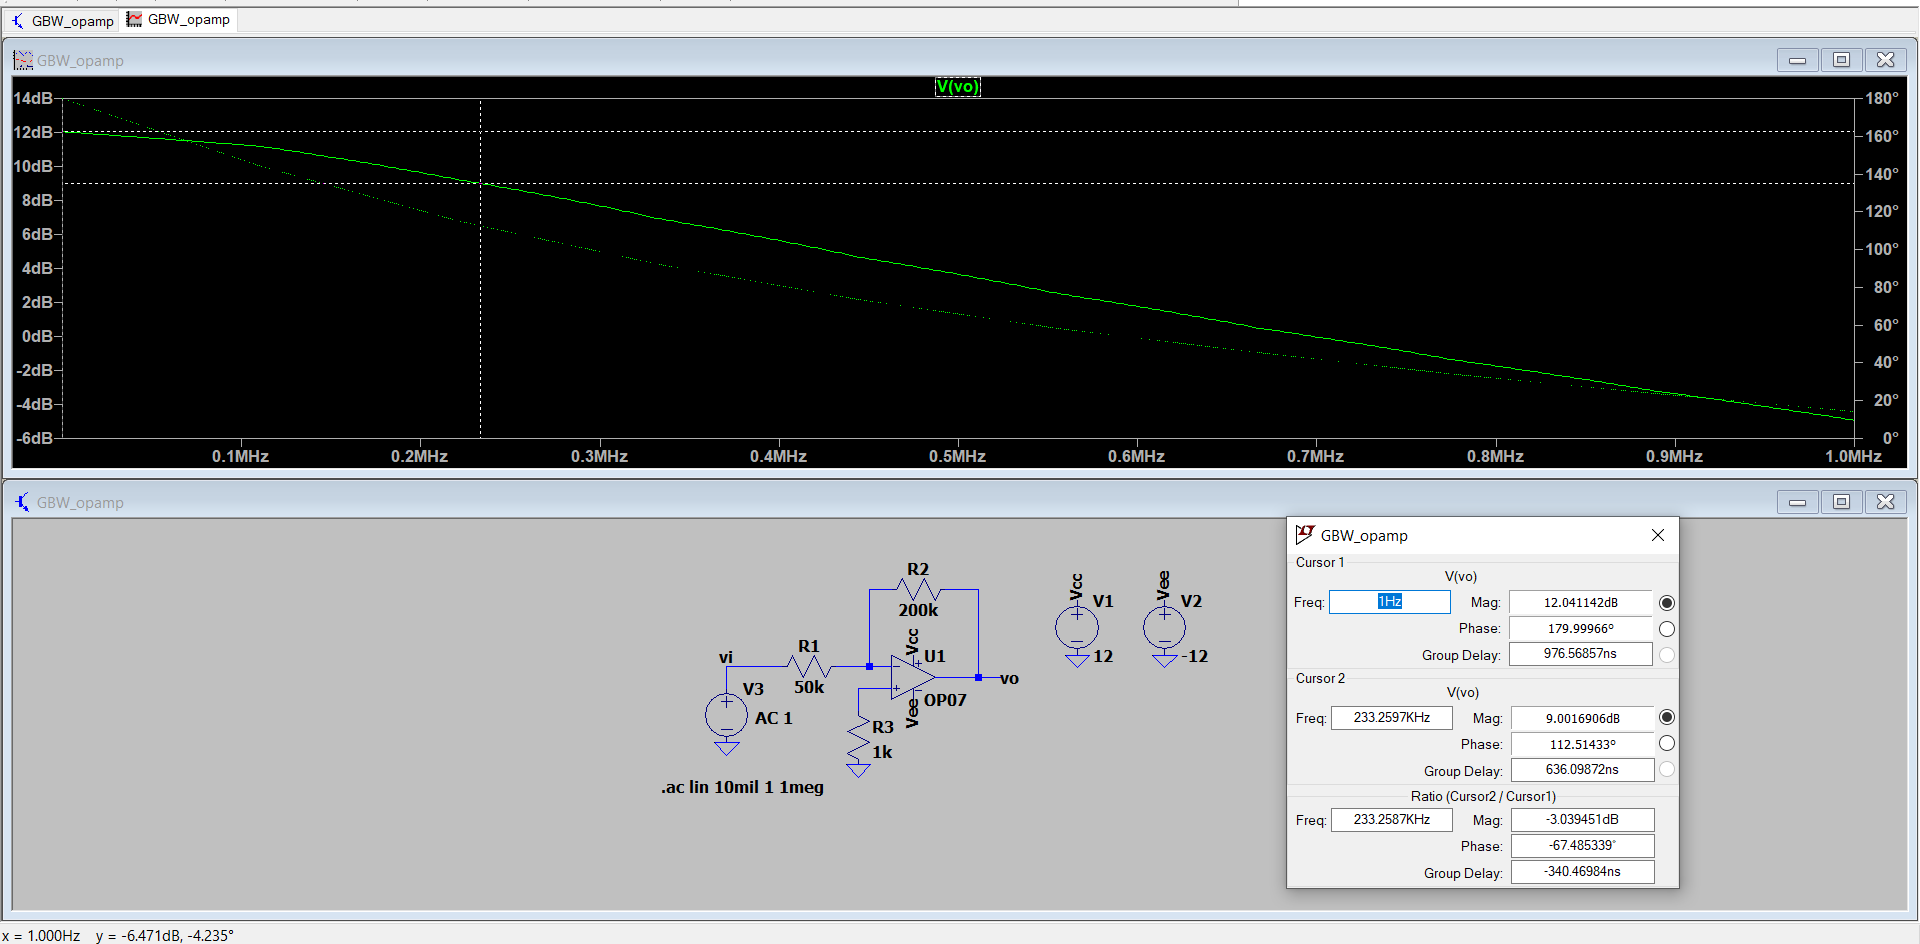 GBW_opamp GBW_opamp
GBW_opamp
V(vo)
14dB 180°
12dB 160°
10dB 140°
8dB 120°
6dB 100°
4dB 80°
2dB 60°
0dB 40°
-2dB 20°
-4dB 0°
-6dB
0.1MHz 0.2MHz 0.3MHz 0.4MHz 0.5MHz 0.6MHz 0.7MHz 0.8MHz 0.9MHz 1.0MHz
GBW_opamp
R2
200k
Vcc
U1
OP07
Vee
vo
vi
R1
50k
V3
AC 1
R3
1k
.ac lin 10mil 1 1meg
Vcc
V1
12
Vee
V2
-12
GBW_opamp
Cursor 1
V(vo)
Freq: 1Hz Mag: 12.041142dB
Phase: 179.99966°
Group Delay: 976.56857ns
Cursor 2
V(vo)
Freq: 233.2597KHz Mag: 9.0016906dB
Phase: 112.51433°
Group Delay: 636.09872ns
Ratio (Cursor2 / Cursor1)
Freq: 233.2587KHz Mag: -3.039451dB
Phase: -67.485339°
Group Delay: -340.46984ns
x = 1.000Hz y = -6.471dB, -4.235°